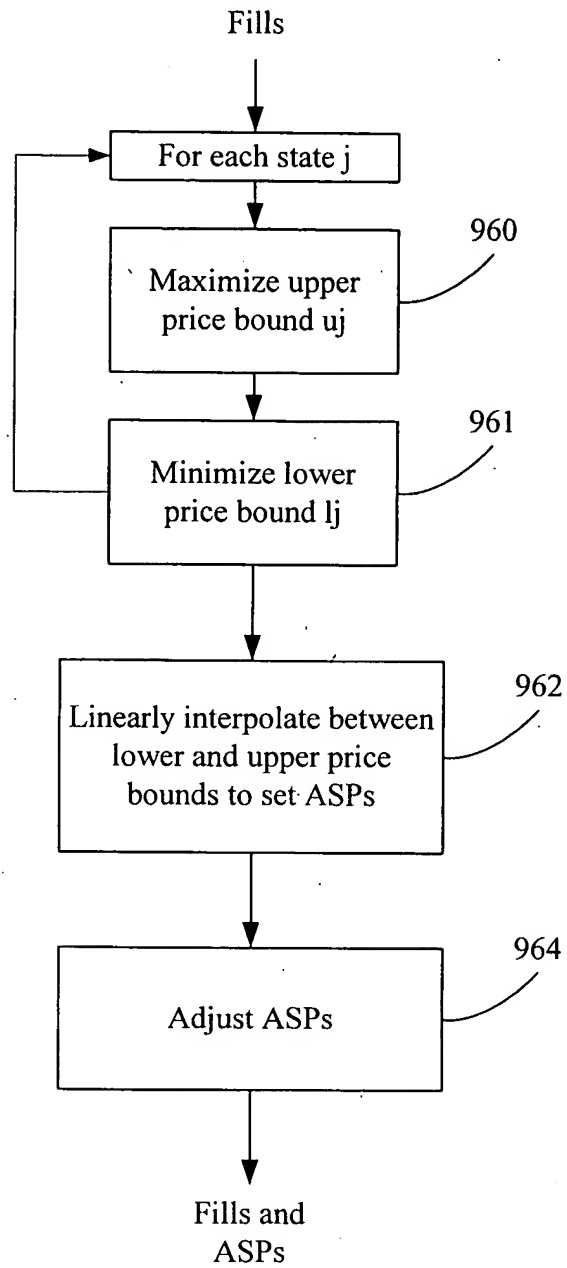 Fills
For each state j
960
Maximize upper
price bound uj
961
Minimize lower
price bound lj
962
Linearly interpolate between
lower and upper price
bounds to set ASPs
964
Adjust ASPs
Fills and
ASPs